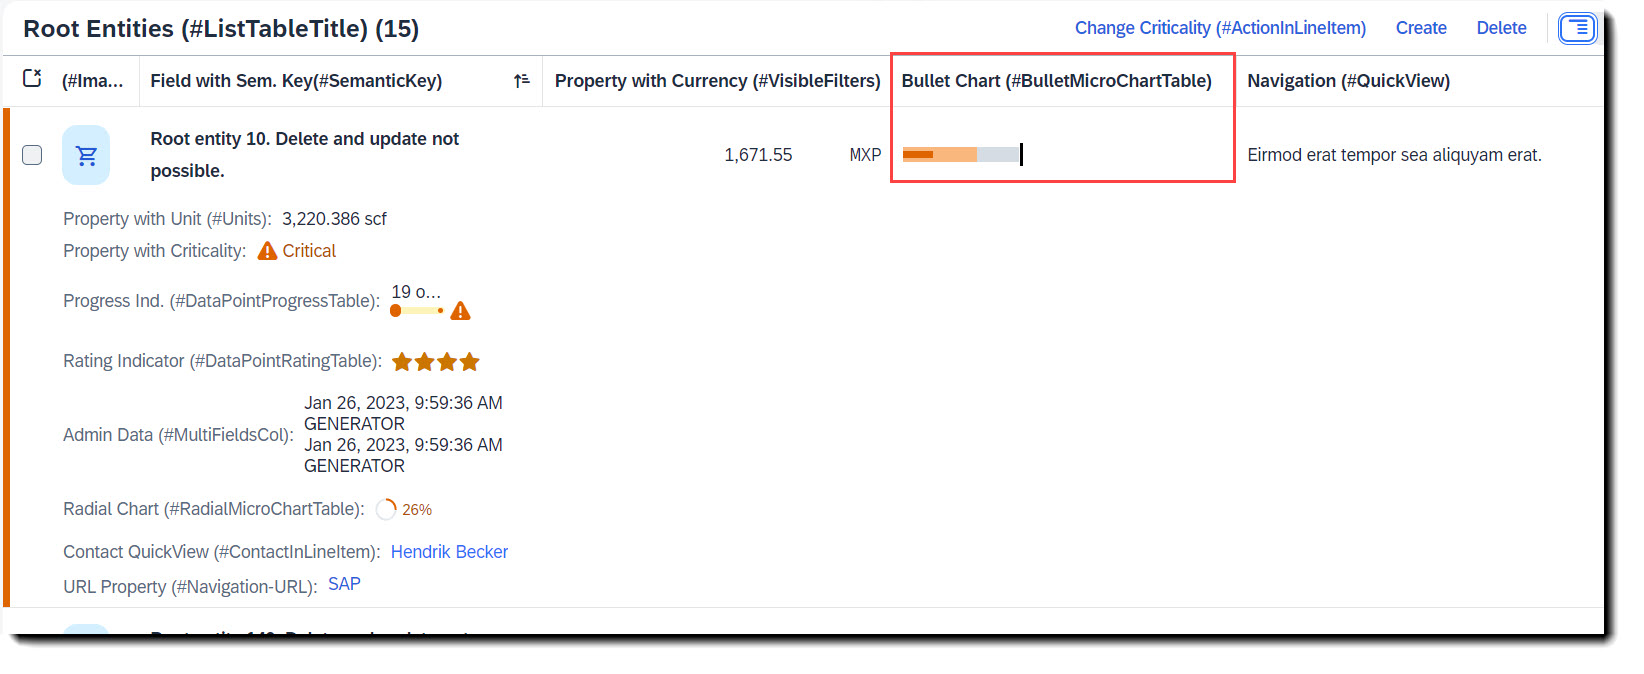 Root Entities (#ListTableTitle) (15)
Change Criticality (#ActionInLineItem) Create Delete
(#Ima... Field with Sem. Key(#SemanticKey) Property with Currency (#VisibleFilters) Bullet Chart (#BulletMicroChartTable) Navigation (#QuickView)
Root entity 10. Delete and update not
possible.
1,671.55 MXP
Eirmod erat tempor sea aliquyam erat.
Property with Unit (#Units): 3,220.386 scf
Property with Criticality: Critical
Progress Ind. (#DataPointProgressTable): 19 o...
Rating Indicator (#DataPointRatingTable):
Admin Data (#MultiFieldsCol):
Jan 26, 2023, 9:59:36 AM
GENERATOR
Jan 26, 2023, 9:59:36 AM
GENERATOR
Radial Chart (#RadialMicroChartTable): 26%
Contact QuickView (#ContactInLineItem): Hendrik Becker
URL Property (#Navigation-URL): SAP